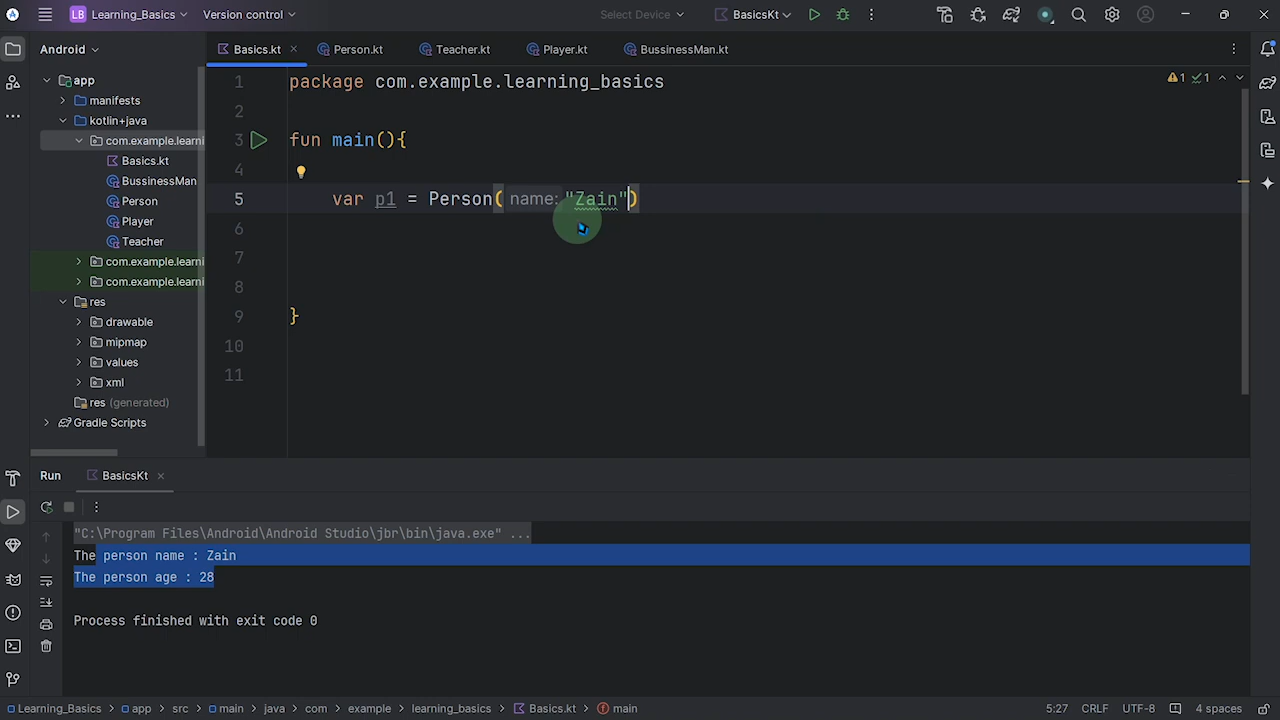 LB Learning_Basics Version control Select Device BasicsKt
Android
Basics.kt Person.kt Teacher.kt Player.kt BussinessMan.kt
app
manifests
kotlin+java
com.example.learni
Basics.kt
BussinessMan
Person
Player
Teacher
com.example.learni
com.example.learni
res
drawable
mipmap
values
xml
res (generated)
Gradle Scripts
1 package com.example.learning_basics
1 1
2
3 fun main(){
4
5 var p1 = Person( name: "Zain")
6
7
8
9 }
10
11
Run BasicsKt
"C:\Program Files\Android\Android Studio\jbr\bin\java.exe" ...
The person name : Zain
The person age : 28
Process finished with exit code 0
Learning_Basics app src main java com example learning_basics Basics.kt main 5:27 CRLF UTF-8 4 spaces